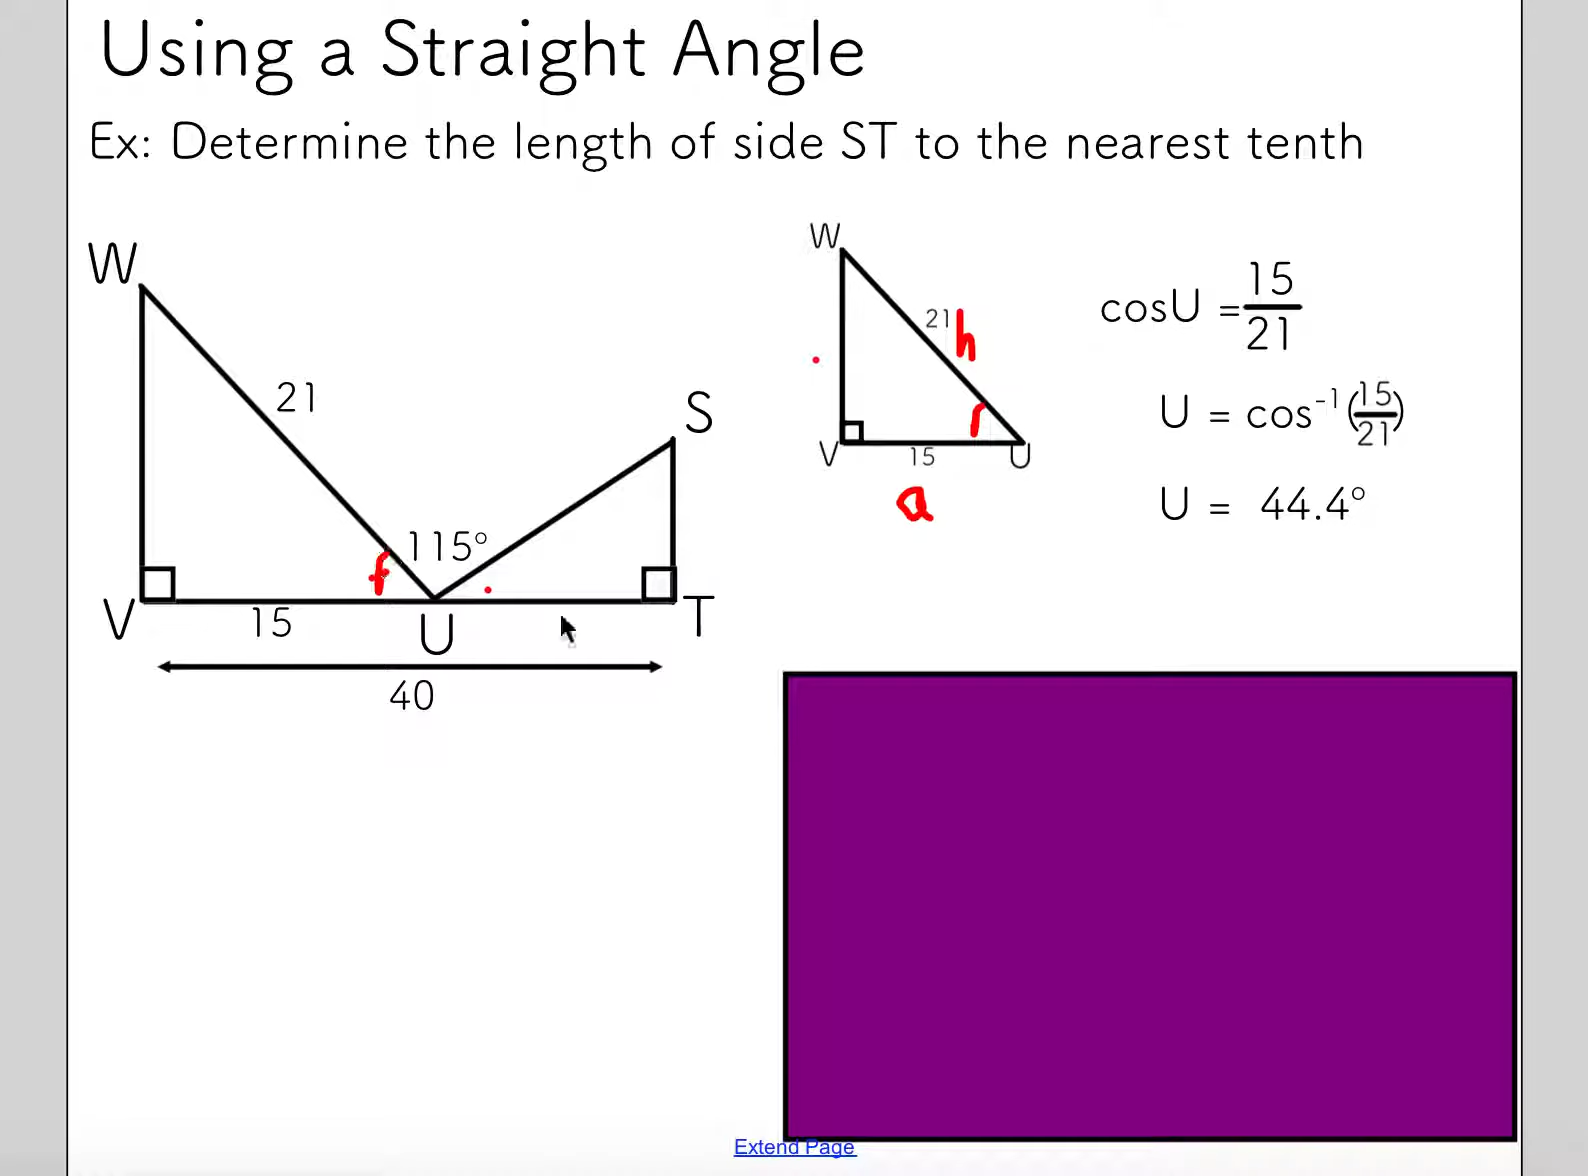 Using a Straight Angle
Ex: Determine the length of side ST to the nearest tenth
W
21
S
115°
V
15
U
T
40
W
21
h
V
15
U
a
cosU = 15/21
U = cos⁻¹(15/21)
U = 44.4°
Extend Page